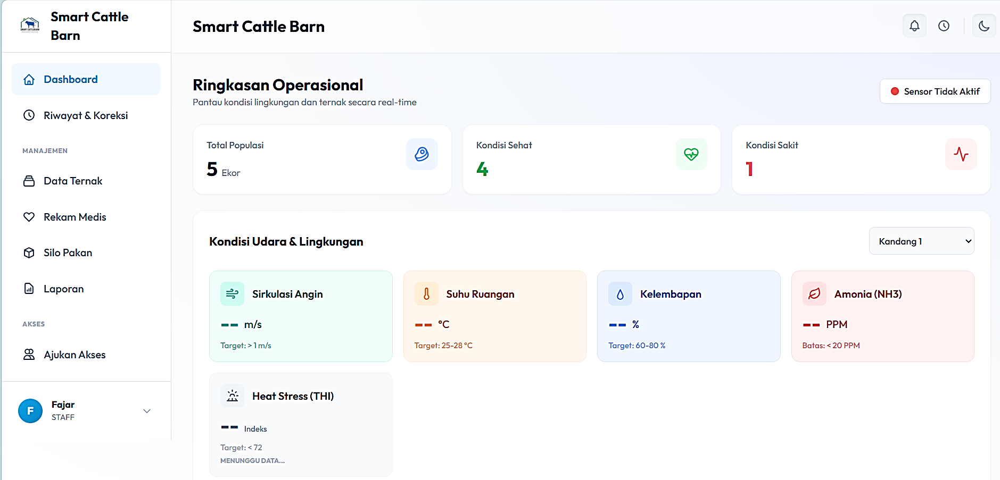 Smart Cattle
Barn
Smart Cattle Barn
Dashboard
Riwayat & Koreksi
MANAJEMEN
Data Ternak
Rekam Medis
Silo Pakan
Laporan
AKSES
Ajukan Akses
F
Fajar
STAFF
Ringkasan Operasional
Pantau kondisi lingkungan dan ternak secara real-time
Sensor Tidak Aktif
Total Populasi
5 Ekor
Kondisi Sehat
4
Kondisi Sakit
1
Kondisi Udara & Lingkungan
Kandang 1
Sirkulasi Angin
-- m/s
Target: > 1 m/s
Suhu Ruangan
-- °C
Target: 25-28 °C
Kelembapan
-- %
Target: 60-80 %
Amonia (NH3)
-- PPM
Batas: < 20 PPM
Heat Stress (THI)
-- Indeks
Target: < 72
MENUNGGU DATA...